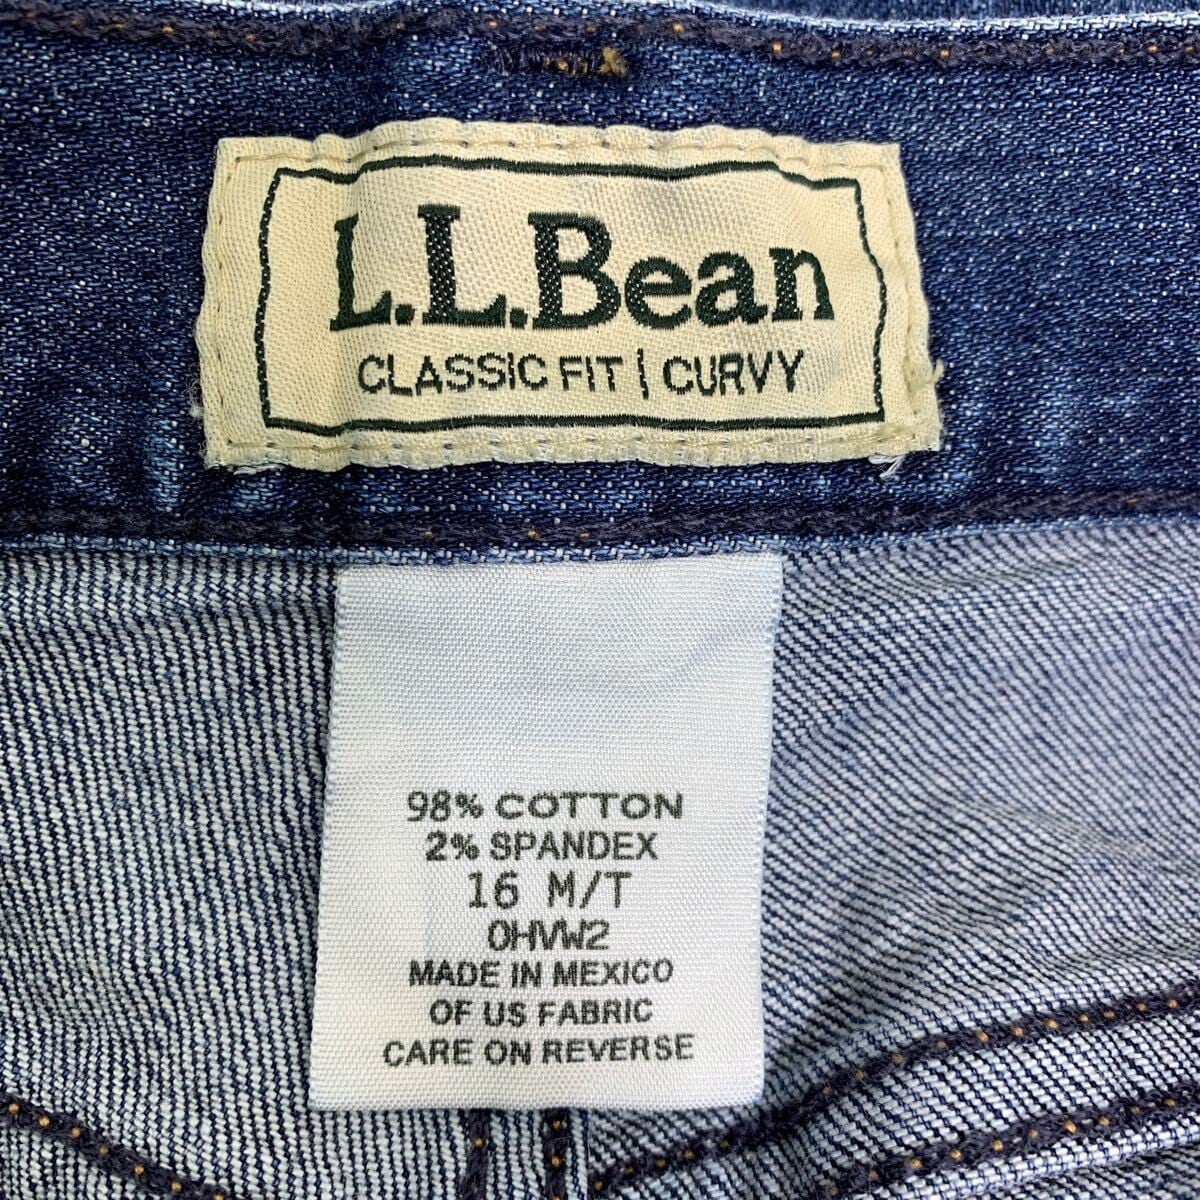 L.L.Bean
CLASSIC FIT | CURVY
98% COTTON
2% SPANDEX
16 M/T
0HVW2
MADE IN MEXICO
OF US FABRIC
CARE ON REVERSE